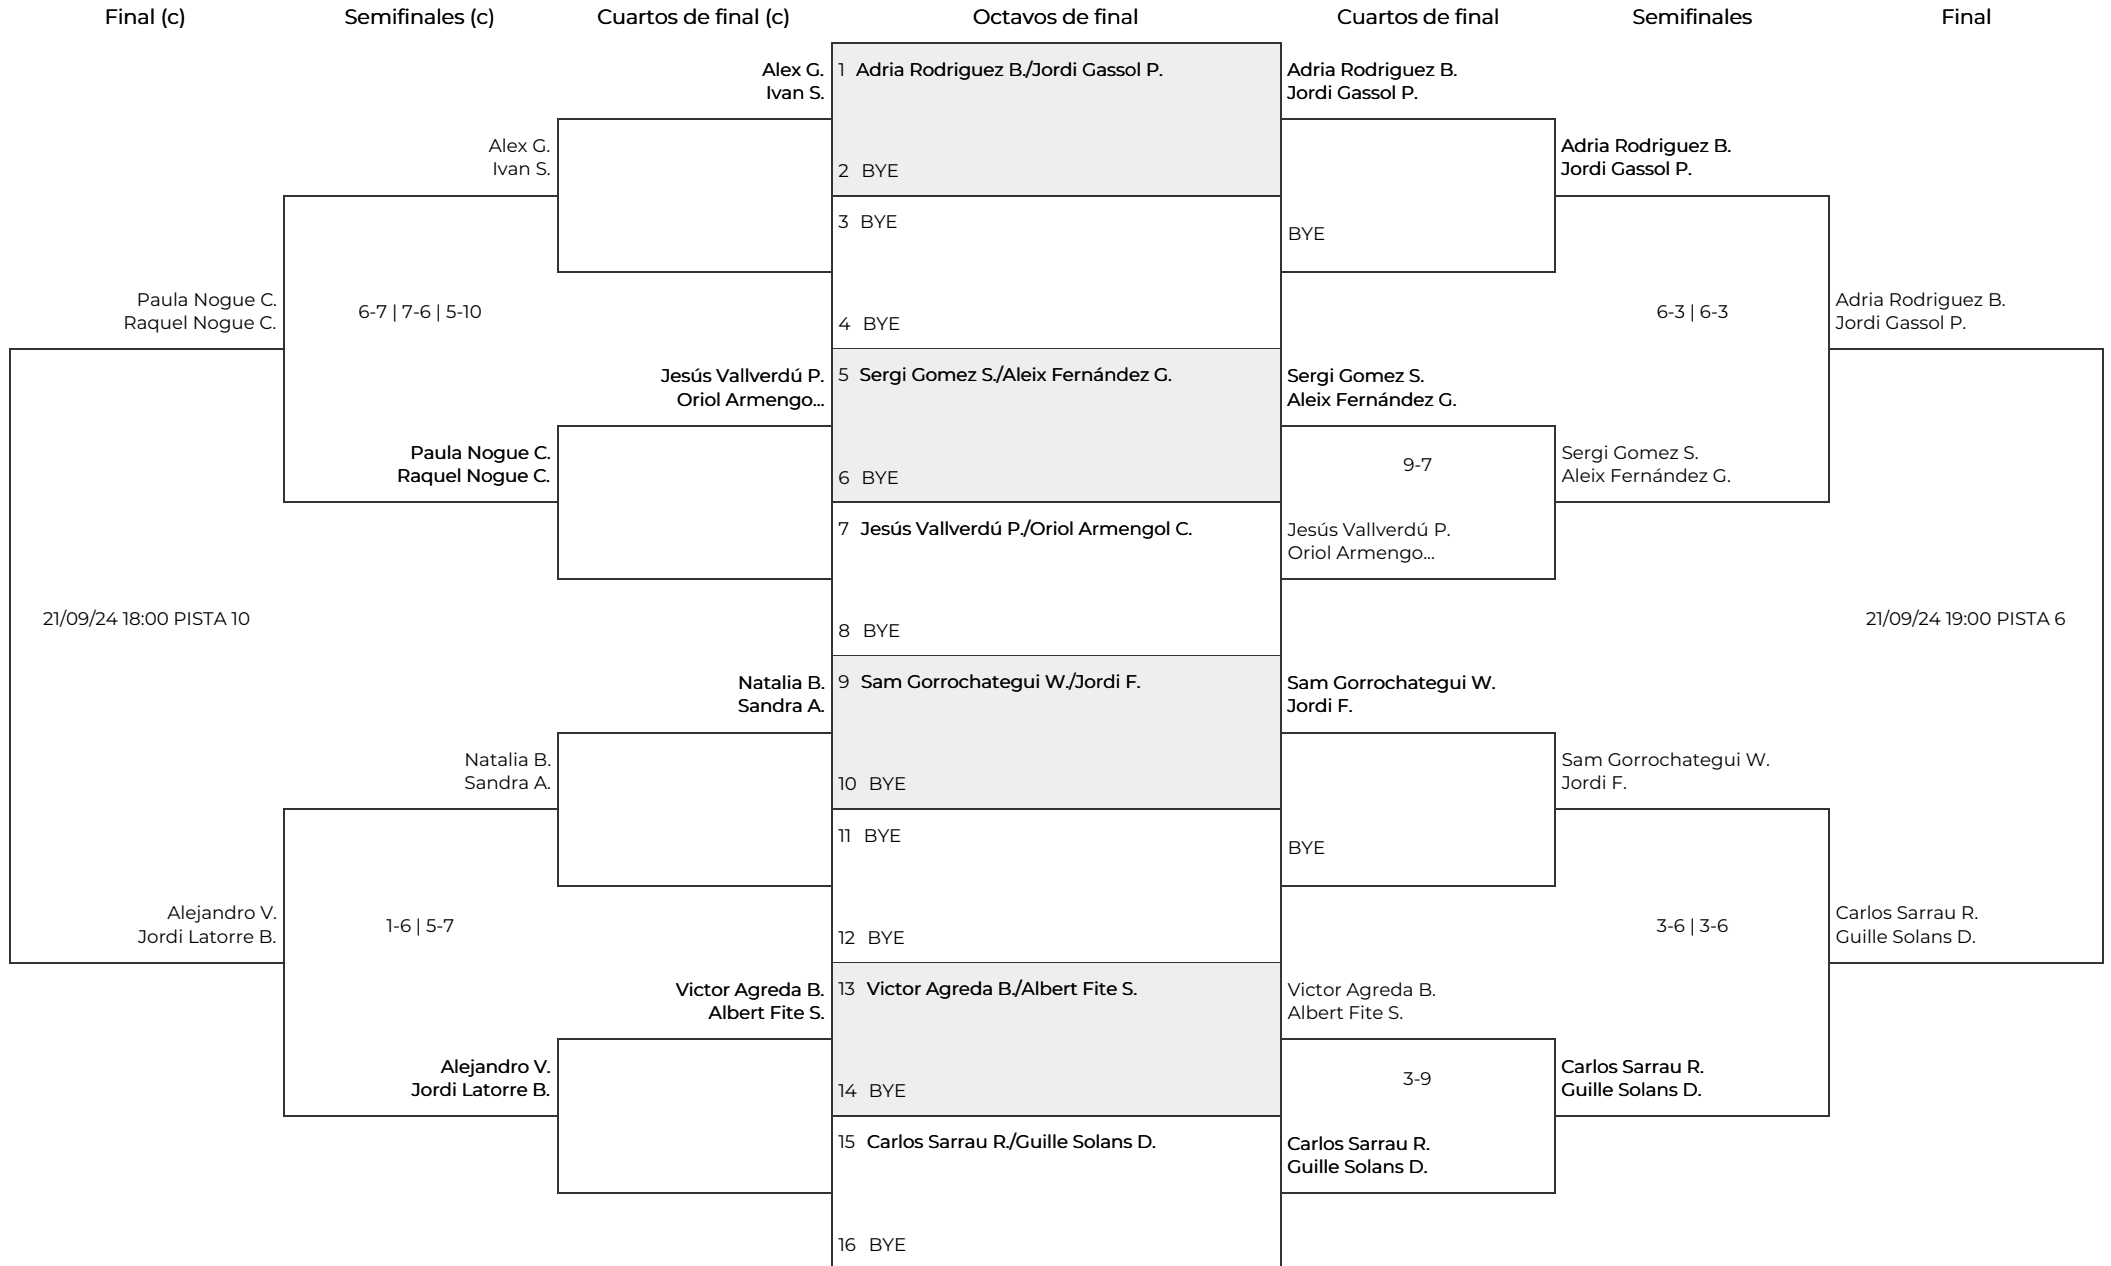 Final (c)
Semifinales (c)
Cuartos de final (c)
Octavos de final
Cuartos de final
Semifinales
Final
Paula Nogue C.
Raquel Nogue C.
21/09/24 18:00 PISTA 10
Alejandro V.
Jordi Latorre B.
Alex G.
Ivan S.
6-7 | 7-6 | 5-10
Paula Nogue C.
Raquel Nogue C.
Natalia B.
Sandra A.
1-6 | 5-7
Alejandro V.
Jordi Latorre B.
Alex G.
Ivan S.
Jesús Vallverdú P.
Oriol Armengo...
Natalia B.
Sandra A.
Victor Agreda B.
Albert Fite S.
1 Adria Rodriguez B./Jordi Gassol P.
2 BYE
3 BYE
4 BYE
5 Sergi Gomez S./Aleix Fernández G.
6 BYE
7 Jesús Vallverdú P./Oriol Armengol C.
8 BYE
9 Sam Gorrochategui W./Jordi F.
10 BYE
11 BYE
12 BYE
13 Victor Agreda B./Albert Fite S.
14 BYE
15 Carlos Sarrau R./Guille Solans D.
16 BYE
Adria Rodriguez B.
Jordi Gassol P.
BYE
Sergi Gomez S.
Aleix Fernández G.
9-7
Jesús Vallverdú P.
Oriol Armengo...
Sam Gorrochategui W.
Jordi F.
BYE
Victor Agreda B.
Albert Fite S.
3-9
Carlos Sarrau R.
Guille Solans D.
Adria Rodriguez B.
Jordi Gassol P.
6-3 | 6-3
Sergi Gomez S.
Aleix Fernández G.
Sam Gorrochategui W.
Jordi F.
3-6 | 3-6
Carlos Sarrau R.
Guille Solans D.
Adria Rodriguez B.
Jordi Gassol P.
21/09/24 19:00 PISTA 6
Carlos Sarrau R.
Guille Solans D.